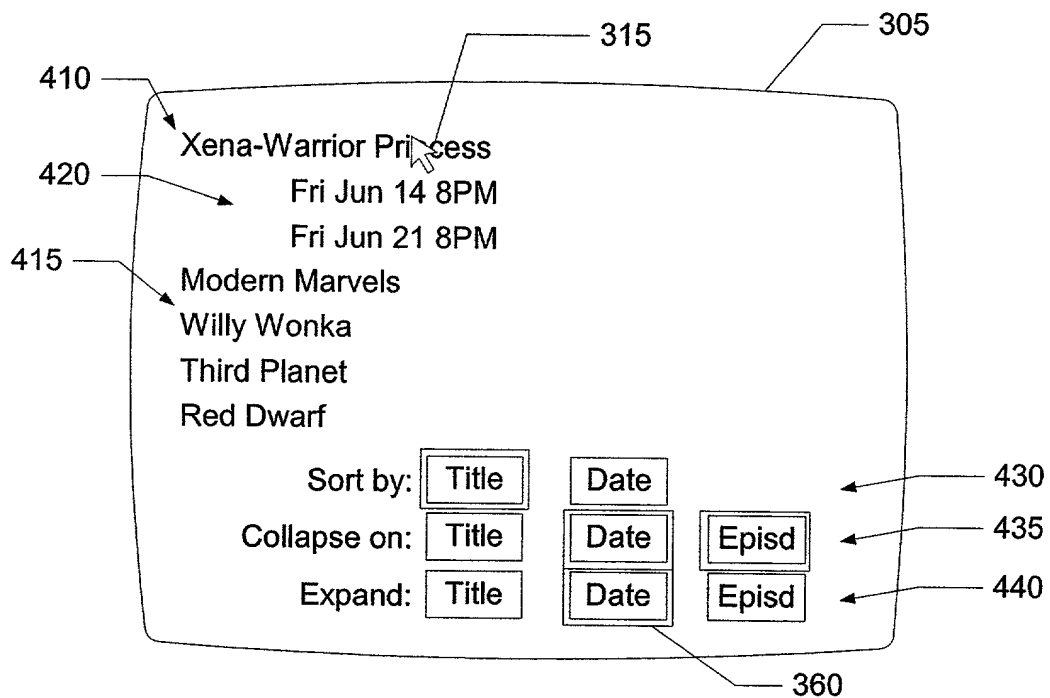 315
305
410
Xena-Warrior Princess
420
Fri Jun 14 8PM
Fri Jun 21 8PM
415
Modern Marvels
Willy Wonka
Third Planet
Red Dwarf
Sort by: Title Date 430
Collapse on: Title Date Episd 435
Expand: Title Date Episd 440
360